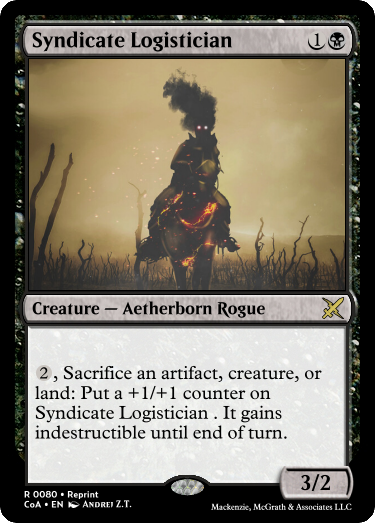 Syndicate Logistician 1
Creature — Aetherborn Rogue
2 , Sacrifice an artifact, creature, or
land: Put a +1/+1 counter on
Syndicate Logistician . It gains
indestructible until end of turn.
3/2
R 0080 • Reprint
CoA • EN Andrej Z.T.
Mackenzie, McGrath & Associates LLC